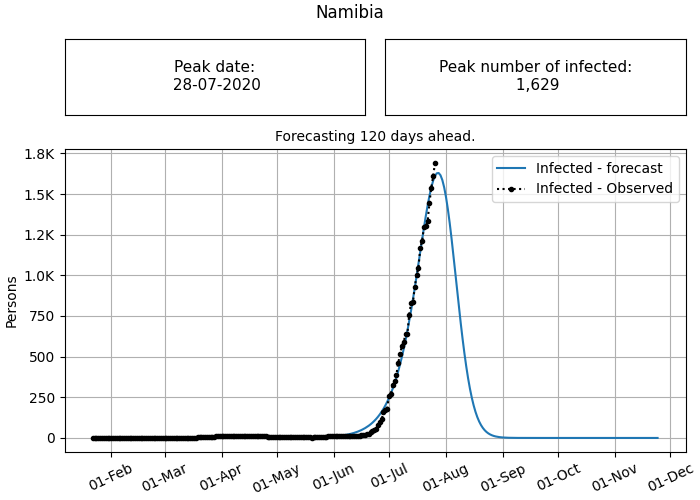 Namibia
Peak date:
28-07-2020
Peak number of infected:
1,629
Forecasting 120 days ahead.
1.8K
1.5K
1.2K
1.0K
750
500
250
0
Persons
Infected - forecast
Infected - Observed
01-Feb
01-Mar
01-Apr
01-May
01-Jun
01-Jul
01-Aug
01-Sep
01-Oct
01-Nov
01-Dec